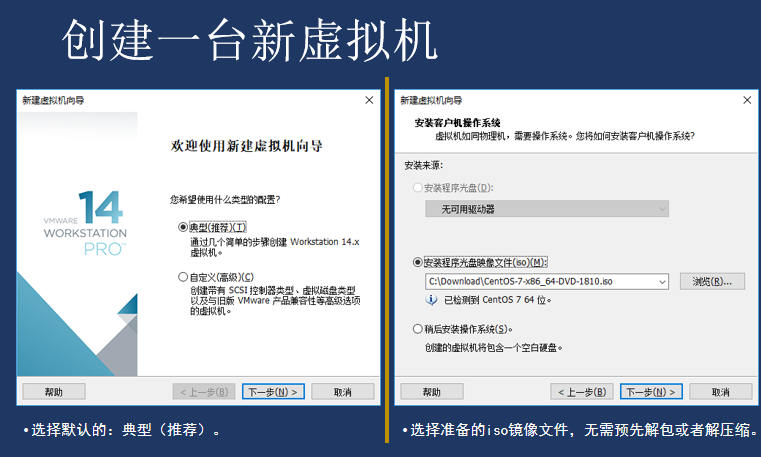 创建一台新虚拟机
新建虚拟机向导
VMWARE 14
WORKSTATION
PRO™
欢迎使用新建虚拟机向导
您希望使用什么类型的配置?
典型(推荐)(T)
通过几个简单的步骤创建 Workstation 14.x
虚拟机。
自定义(高级)(C)
创建带有 SCSI 控制器类型、虚拟磁盘类型
以及与旧版 VMware 产品兼容性等高级选项
的虚拟机。
帮助
< 上一步(B)
下一步(N) >
取消
•选择默认的：典型（推荐）。
新建虚拟机向导
安装客户机操作系统
虚拟机如同物理机，需要操作系统。您将如何安装客户机操作系统?
安装来源:
安装程序光盘(D):
无可用驱动器
安装程序光盘映像文件(iso)(M):
C:\Download\CentOS-7-x86_64-DVD-1810.iso
浏览(R)...
已检测到 CentOS 7 64 位。
稍后安装操作系统(S)。
创建的虚拟机将包含一个空白硬盘。
帮助
< 上一步(B)
下一步(N) >
取消
•选择准备的iso镜像文件，无需预先解包或者解压缩。